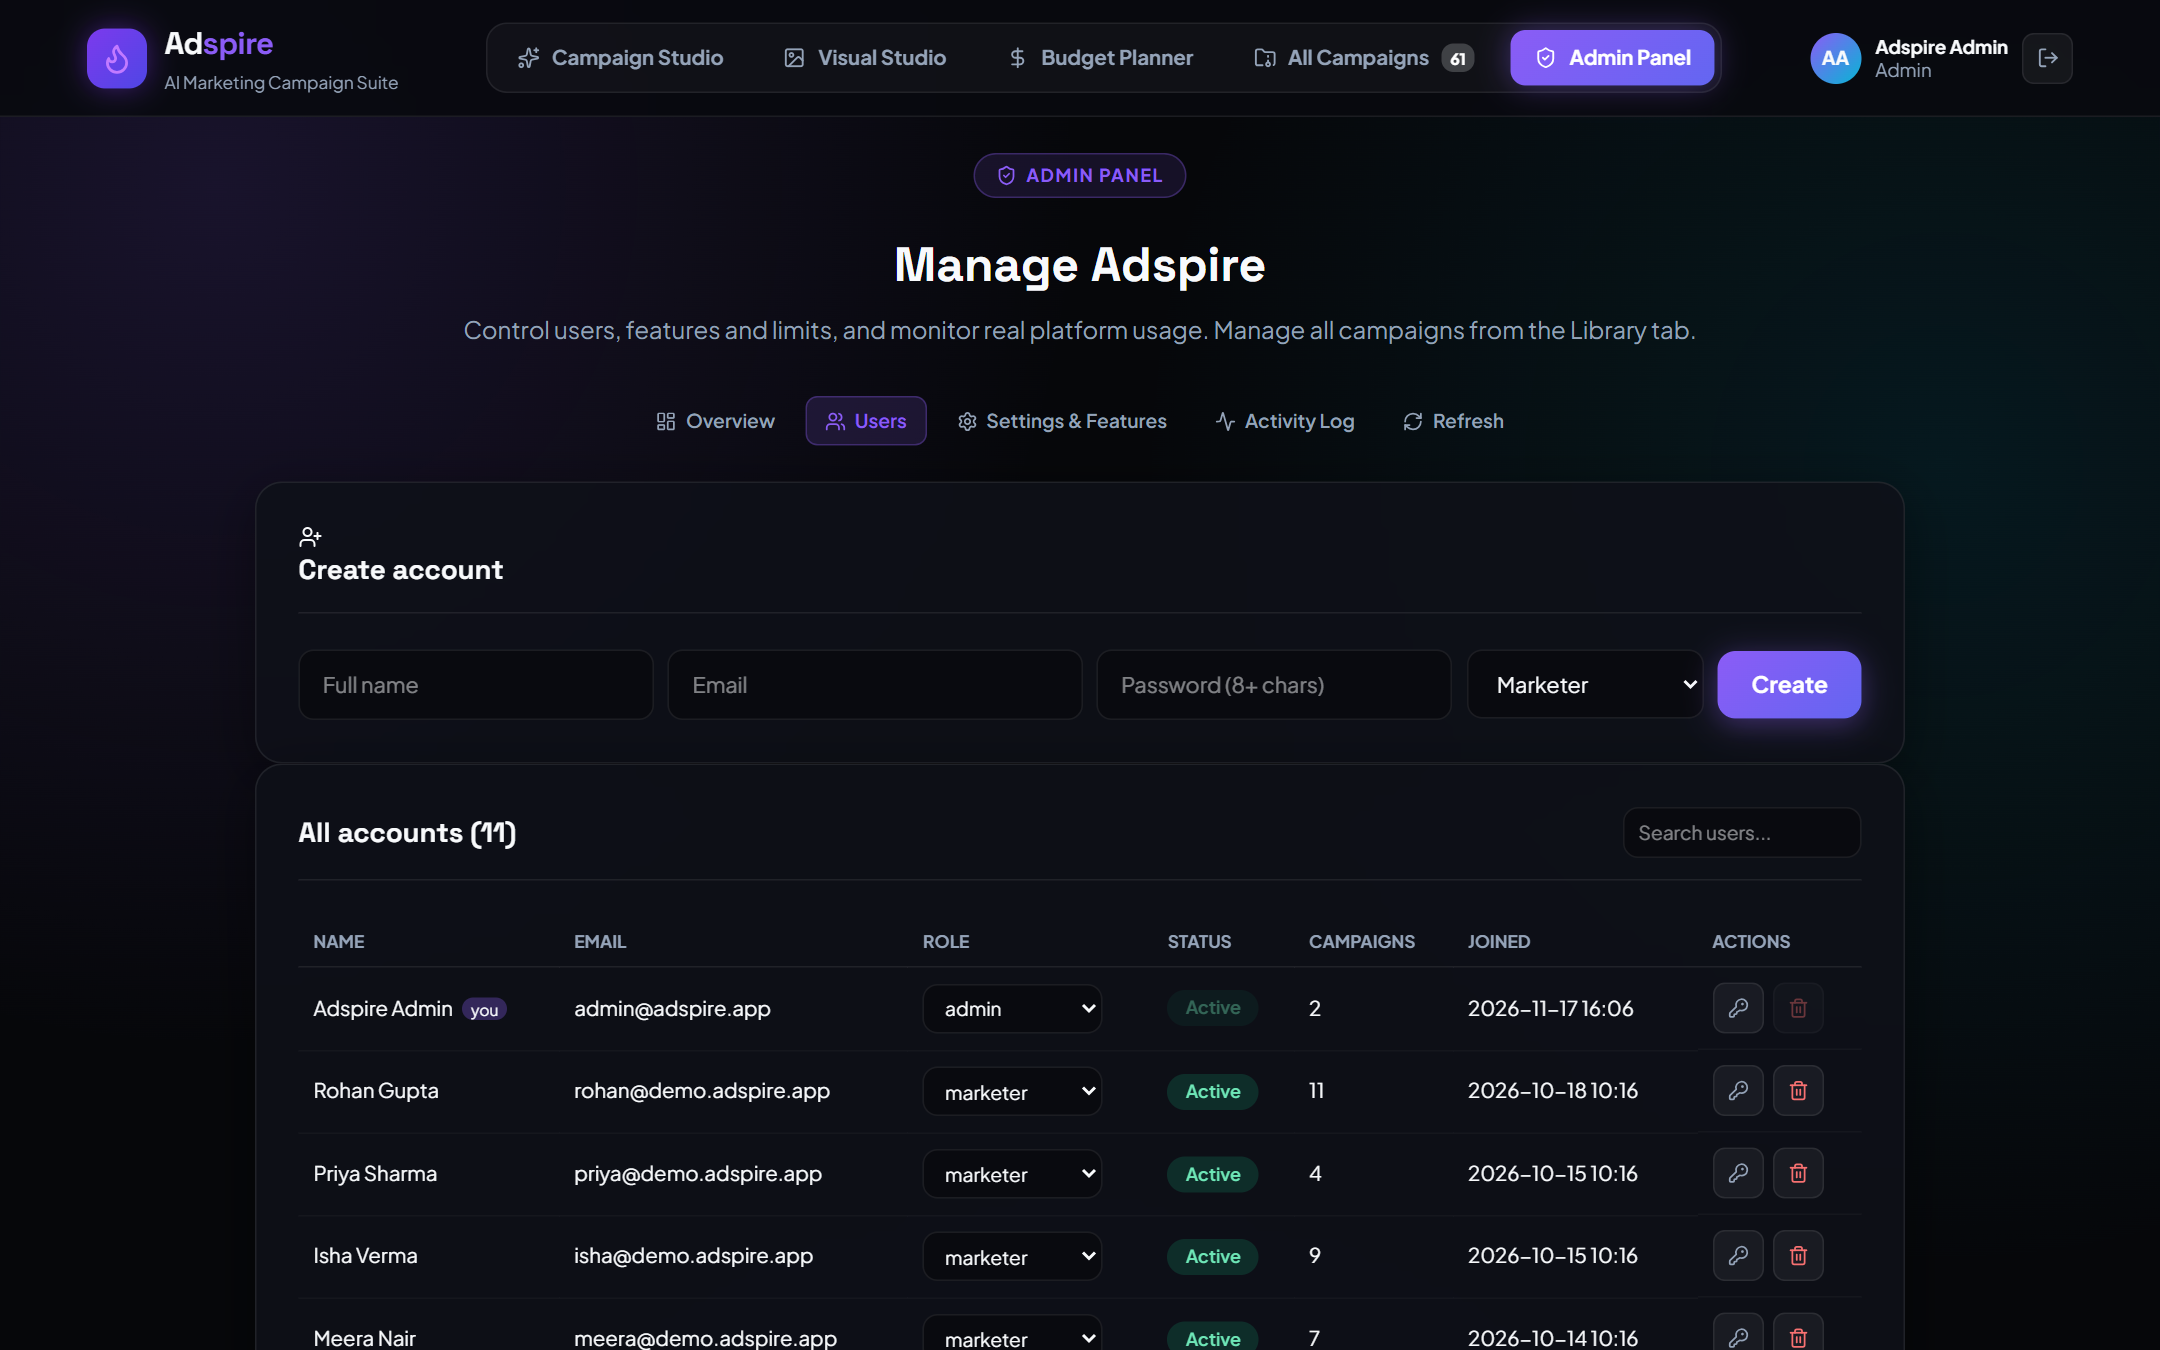 Adspire
AI Marketing Campaign Suite
Campaign Studio
Visual Studio
Budget Planner
All Campaigns 61
Admin Panel
AA
Adspire Admin
Admin
ADMIN PANEL
Manage Adspire
Control users, features and limits, and monitor real platform usage. Manage all campaigns from the Library tab.
Overview
Users
Settings & Features
Activity Log
Refresh
Create account
Full name
Email
Password (8+ chars)
Marketer
Create
All accounts (11)
Search users...
NAME EMAIL ROLE STATUS CAMPAIGNS JOINED ACTIONS
Adspire Admin you admin@adspire.app admin Active 2 2026-11-17 16:06
Rohan Gupta rohan@demo.adspire.app marketer Active 11 2026-10-18 10:16
Priya Sharma priya@demo.adspire.app marketer Active 4 2026-10-15 10:16
Isha Verma isha@demo.adspire.app marketer Active 9 2026-10-15 10:16
Meera Nair meera@demo.adspire.app marketer Active 7 2026-10-14 10:16